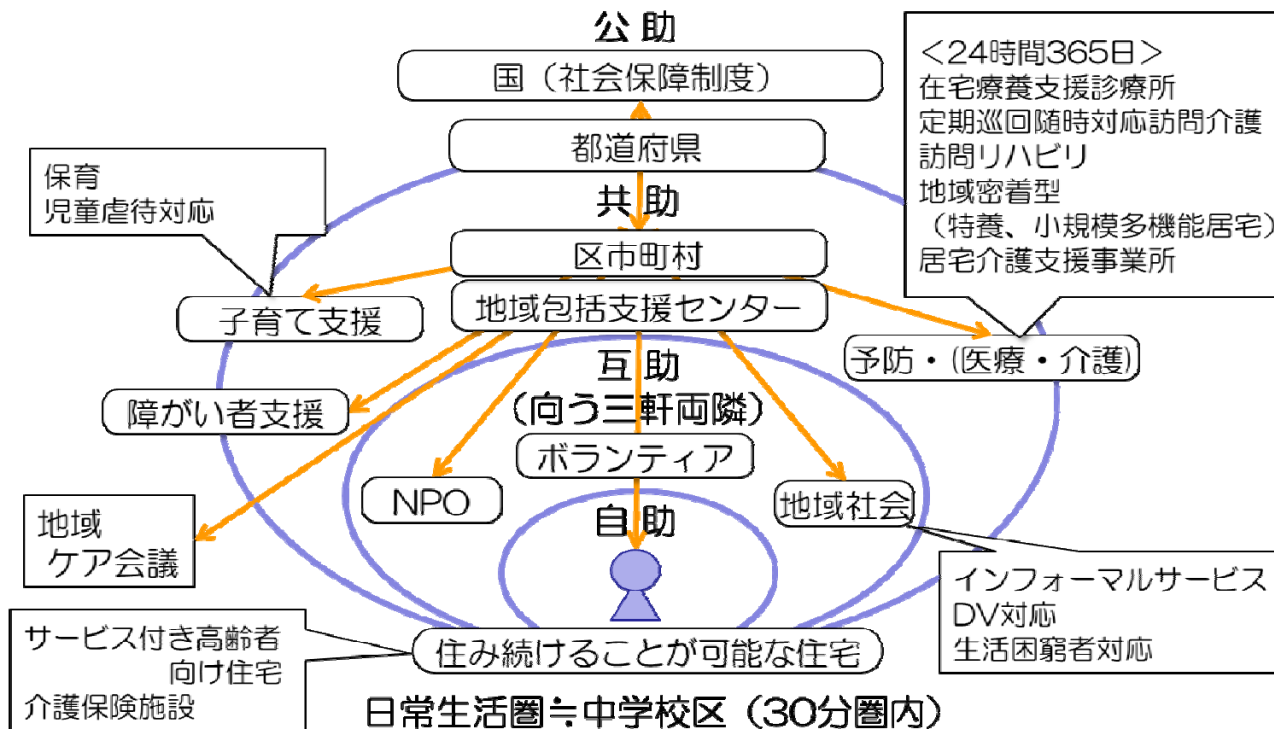 公助
国（社会保障制度）
都道府県
共助
区市町村
地域包括支援センター
＜24時間365日＞
在宅療養支援診療所
定期巡回随時対応訪問介護
訪問リハビリ
地域密着型
（特養、小規模多機能居宅）
居宅介護支援事業所
保育
児童虐待対応
子育て支援
予防・(医療・介護)
互助
（向う三軒両隣）
障がい者支援
ボランティア
NPO
地域社会
自助
地域
ケア会議
インフォーマルサービス
DV対応
生活困窮者対応
サービス付き高齢者
向け住宅
介護保険施設
住み続けることが可能な住宅
日常生活圏≒中学校区（30分圏内）